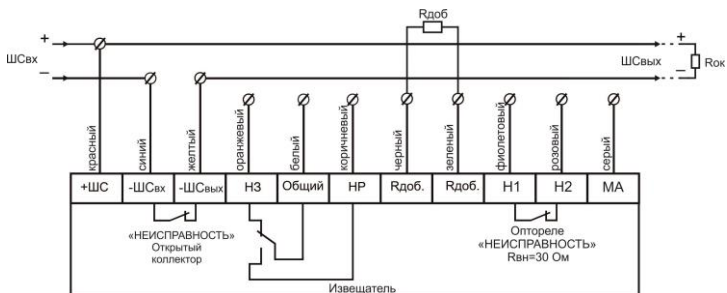 Rдоб
+
ШСвх
–
+
ШСвых
–
Rок
красный
синий
желтый
оранжевый
белый
коричневый
черный
зеленый
фиолетовый
розовый
серый
+ШС
-ШСвх
-ШСвых
НЗ
Общий
НР
Rдоб.
Rдоб.
Н1
Н2
МА
«НЕИСПРАВНОСТЬ»
Открытый
коллектор
Оптореле
«НЕИСПРАВНОСТЬ»
Rвн=30 Ом
Извещатель